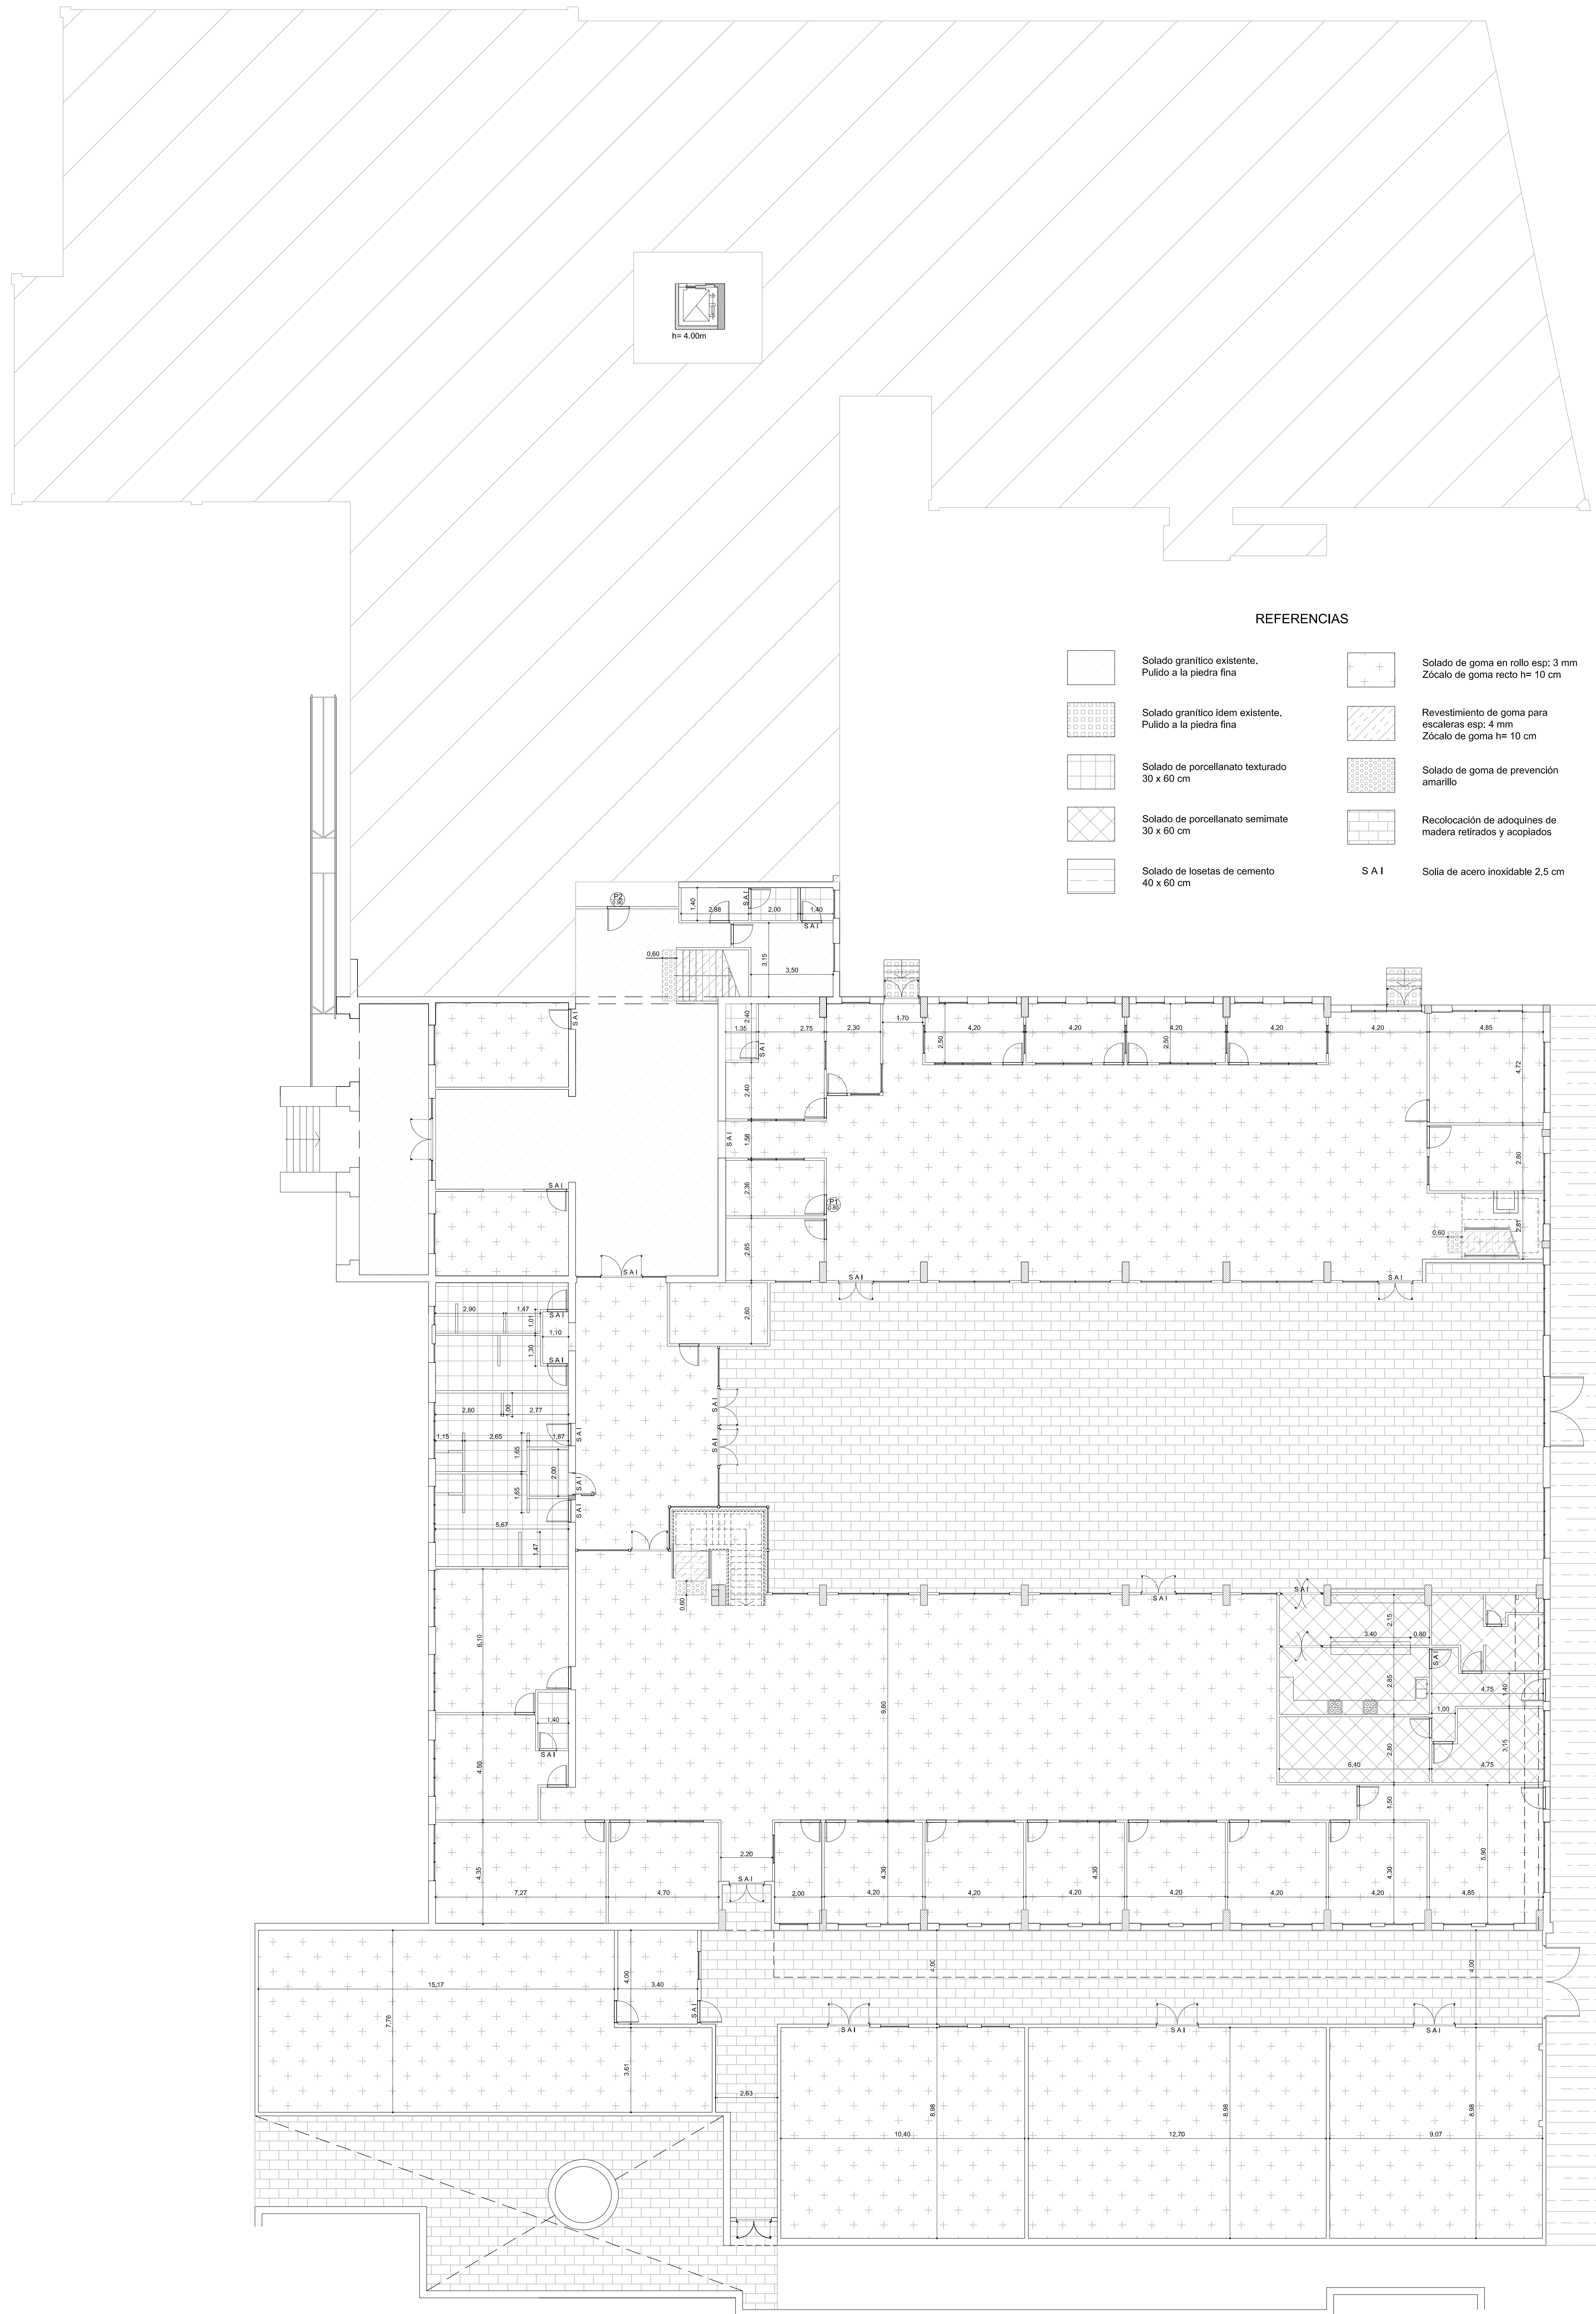 h= 4.00m
REFERENCIAS
Solado granítico existente.
Pulido a la piedra fina
Solado granítico idem existente.
Pulido a la piedra fina
Solado de porcellanato texturado
30 x 60 cm
Solado de porcellanato semimate
30 x 60 cm
Solado de losetas de cemento
40 x 60 cm
Solado de goma en rollo esp: 3 mm
Zócalo de goma recto h= 10 cm
Revestimiento de goma para
escaleras esp: 4 mm
Zócalo de goma h= 10 cm
Solado de goma de prevención
amarillo
Recolocación de adoquines de
madera retirados y acopiados
S A I
Solia de acero inoxidable 2,5 cm
P2
0.90
1,40
2,88
S A I
2,00
1,40
S A I
0,60
3,15
3,50
S A I
2,40
1,35
S A I
2,75
2,30
1,70
2,50
4,20
4,20
2,50
4,20
4,20
4,20
4,85
4,72
2,40
S A I
1,58
2,80
S A I
2,36
P1
0.80
2,65
2,81
0,60
S A I
S A I
S A I
2,90
1,47
1,01
S A I
1,10
1,30
S A I
2,60
2,80
1,00
2,77
S A I
S A I
1,15
2,65
1,67
1,65
S A I
S A I
2,00
1,65
S A I
5,67
1,47
0,60
S A I
S A I
6,10
9,60
2,15
3,40
0,80
S A I
2,85
4,75
1,40
1,00
1,40
S A I
4,50
2,80
3,15
6,40
4,75
1,50
2,20
5,90
4,35
4,30
4,30
4,30
S A I
7,27
4,70
2,00
4,20
4,20
4,20
4,20
4,20
4,20
4,85
15,17
4,00
3,40
4,00
4,00
7,76
S A I
S A I
S A I
S A I
3,61
2,63
8,98
8,98
8,98
10,40
12,70
9,07